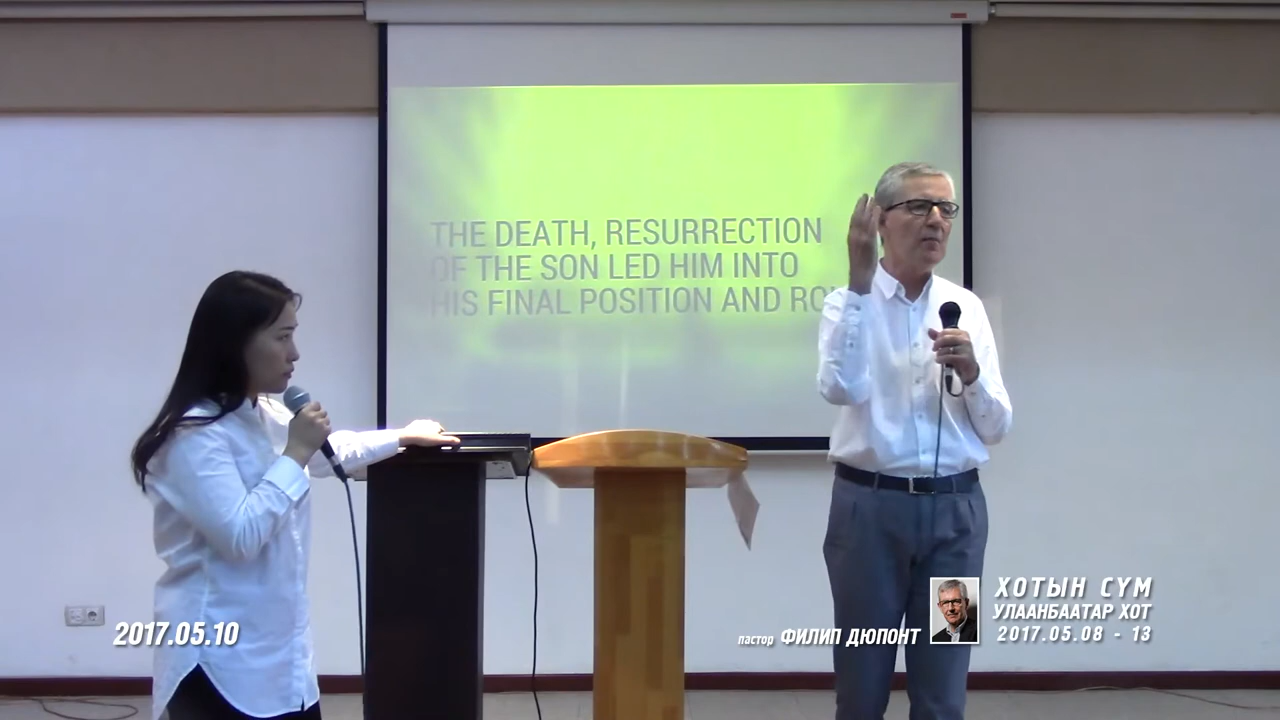 THE DEATH, RESURRECTION
OF THE SON LED HIM INTO
HIS FINAL POSITION AND
2017.05.10
пастор ФИЛИП ДЮПОНТ
ХОТЫН СҮМ
УЛААНБААТАР ХОТ
2017.05.08 - 13